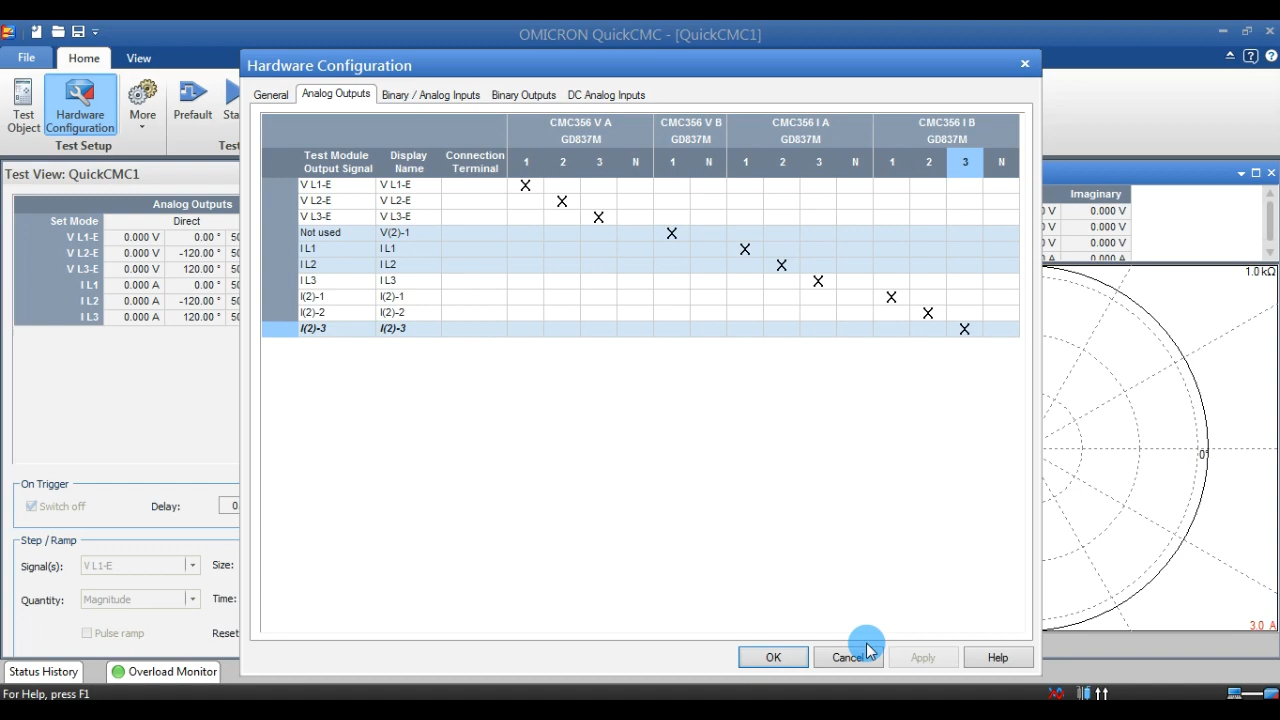 OMICRON QuickCMC - [QuickCMC1]
File
Home
View
Test Object
Hardware Configuration
More
Prefault
Test Setup
Test View: QuickCMC1
Analog Outputs
Set Mode
Direct
V L1-E 0.000 V 0.00 °
V L2-E 0.000 V -120.00 °
V L3-E 0.000 V 120.00 °
I L1 0.000 A 0.00 °
I L2 0.000 A -120.00 °
I L3 0.000 A 120.00 °
On Trigger
Switch off
Delay:
Step / Ramp
Signal(s): V L1-E Size:
Quantity: Magnitude Time:
Pulse ramp
Status History
Overload Monitor
For Help, press F1
Hardware Configuration
General
Analog Outputs
Binary / Analog Inputs
Binary Outputs
DC Analog Inputs
CMC356 V A CMC356 V B CMC356 I A CMC356 I B
GD837M GD837M GD837M GD837M
Test Module Output Signal
Display Name
Connection Terminal
1 2 3 N 1 N 1 2 3 N 1 2 3 N
V L1-E V L1-E X
V L2-E V L2-E X
V L3-E V L3-E X
Not used V(2)-1 X
I L1 I L1 X
I L2 I L2 X
I L3 I L3 X
I(2)-1 I(2)-1 X
I(2)-2 I(2)-2 X
I(2)-3 I(2)-3 X
OK
Cancel
Apply
Help
Imaginary
0.000 V
0.000 V
0.000 V
1.0 kΩ
0°
3.0 A